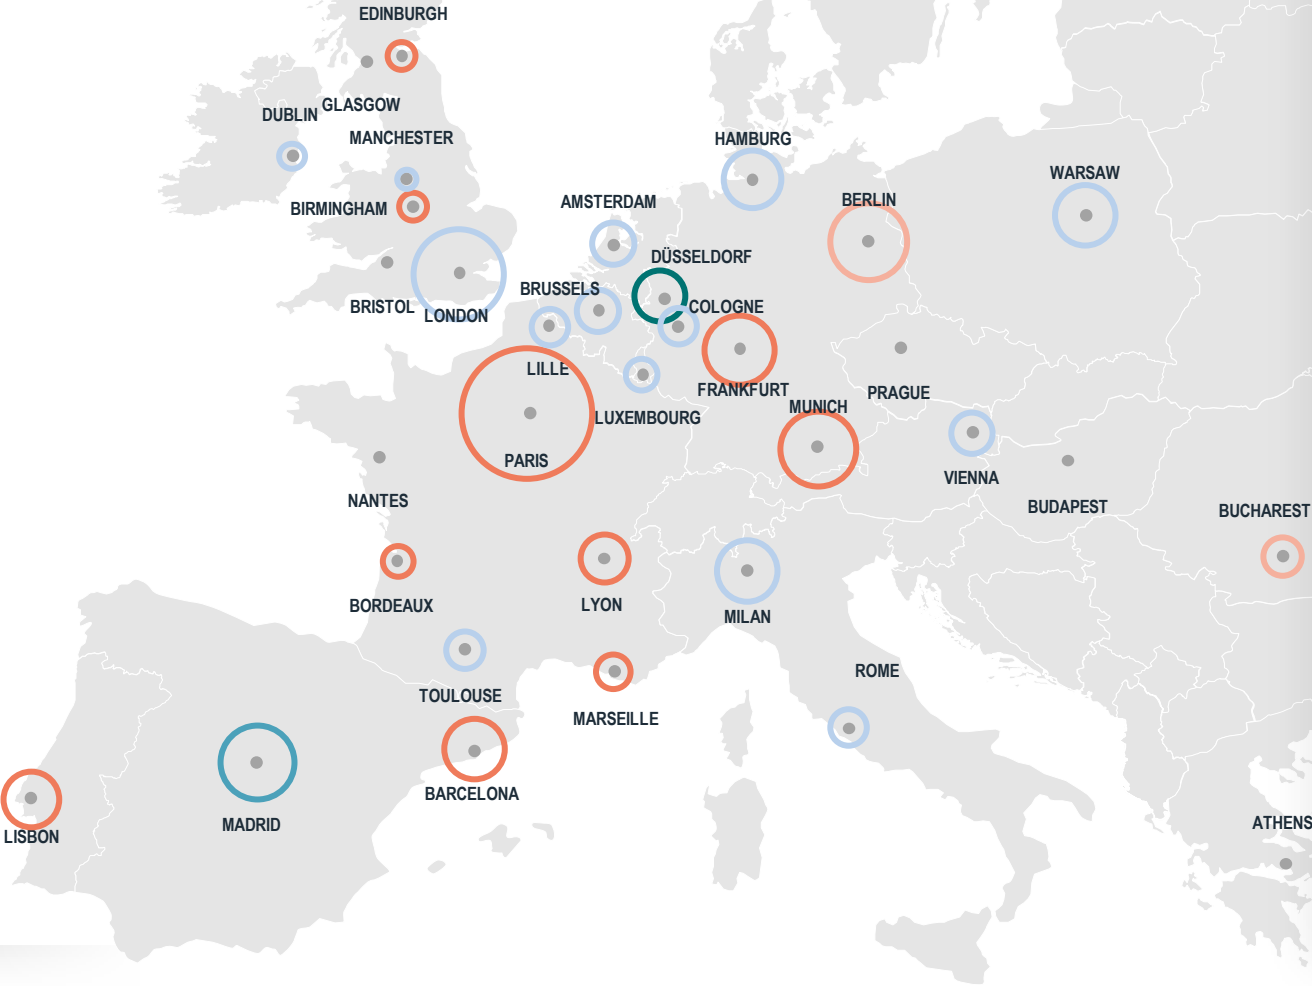 EDINBURGH
GLASGOW
DUBLIN
MANCHESTER
HAMBURG
WARSAW
BERLIN
AMSTERDAM
BIRMINGHAM
DÜSSELDORF
BRUSSELS
COLOGNE
BRISTOL
LONDON
LILLE
FRANKFURT
PRAGUE
MUNICH
LUXEMBOURG
PARIS
VIENNA
NANTES
BUDAPEST
BUCHAREST
BORDEAUX
LYON
MILAN
ROME
TOULOUSE
MARSEILLE
BARCELONA
MADRID
ATHENS
LISBON